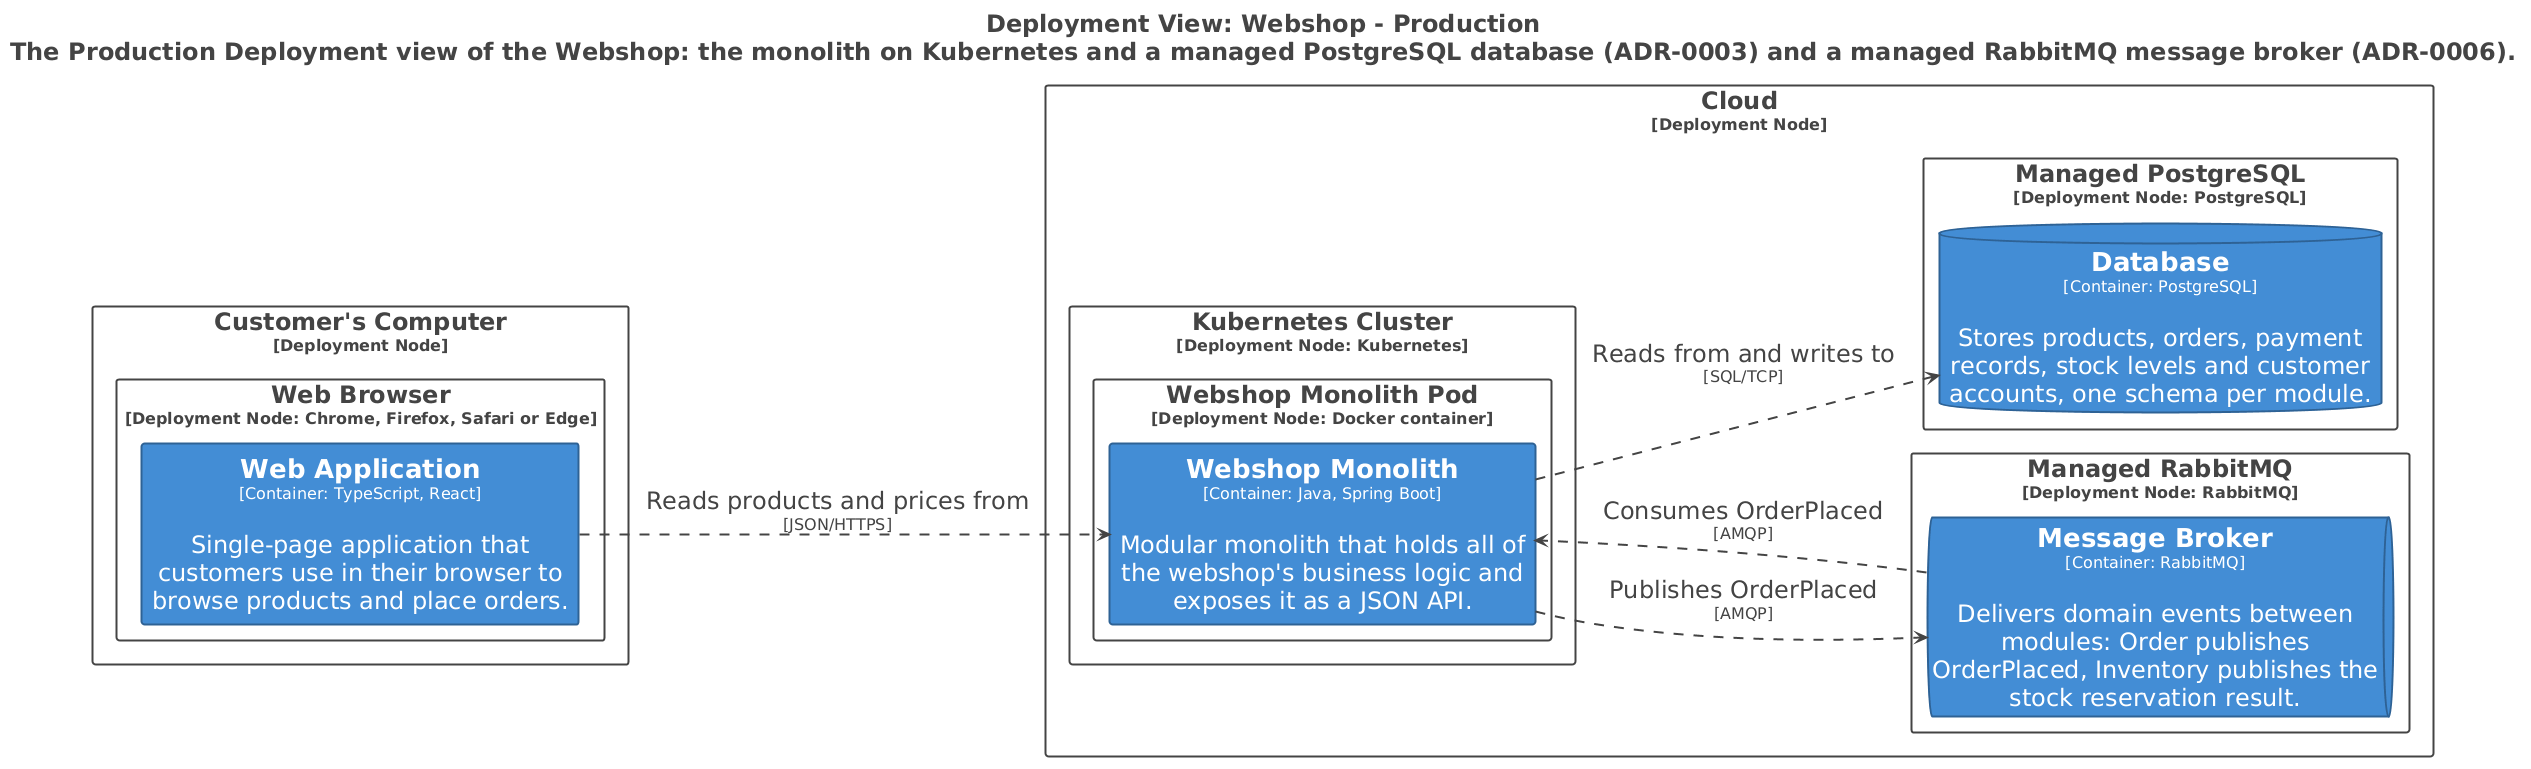 Deployment View: Webshop - Production
The Production Deployment view of the Webshop: the monolith on Kubernetes and a managed PostgreSQL database (ADR-0003) and a managed RabbitMQ message broker (ADR-0006).
Customer's Computer
[Deployment Node]
Web Browser
[Deployment Node: Chrome, Firefox, Safari or Edge]
Web Application
[Container: TypeScript, React]
Single-page application that
customers use in their browser to
browse products and place orders.
Reads products and prices from
[JSON/HTTPS]
Cloud
[Deployment Node]
Kubernetes Cluster
[Deployment Node: Kubernetes]
Webshop Monolith Pod
[Deployment Node: Docker container]
Webshop Monolith
[Container: Java, Spring Boot]
Modular monolith that holds all of
the webshop's business logic and
exposes it as a JSON API.
Reads from and writes to
[SQL/TCP]
Consumes OrderPlaced
[AMQP]
Publishes OrderPlaced
[AMQP]
Managed PostgreSQL
[Deployment Node: PostgreSQL]
Database
[Container: PostgreSQL]
Stores products, orders, payment
records, stock levels and customer
accounts, one schema per module.
Managed RabbitMQ
[Deployment Node: RabbitMQ]
Message Broker
[Container: RabbitMQ]
Delivers domain events between
modules: Order publishes
OrderPlaced, Inventory publishes the
stock reservation result.